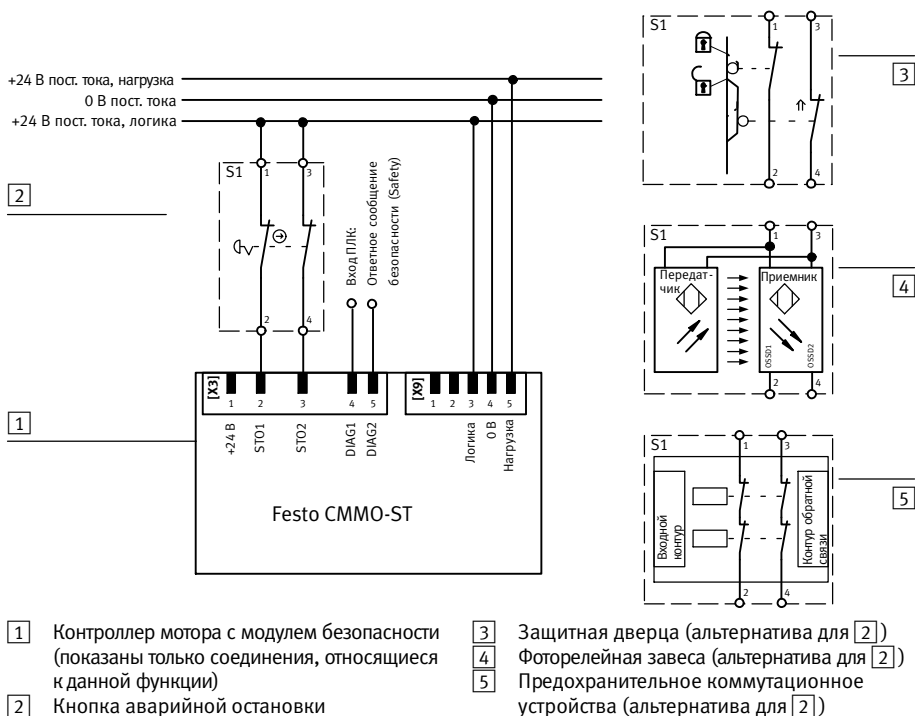 +24 В пост. тока, нагрузка
0 В пост. тока
+24 В пост. тока, логика
2
S1
1
3
2
4
Вход ПЛК:
Ответное сообщение
безопасности (Safety)
1
[X3]
1
2
3
4
5
+24 В
STO1
STO2
DIAG1
DIAG2
[X9]
1
2
3
4
5
Логика
0 В
Нагрузка
Festo CMMO-ST
S1
1
3
2
4
3
S1
1
3
Передат-
чик
Приемник
OSSD1
OSSD2
2
4
4
S1
1
3
Входной
контур
Контур обратной
связи
2
4
5
1 Контроллер мотора с модулем безопасности
(показаны только соединения, относящиеся
к данной функции)
2 Кнопка аварийной остановки
3 Защитная дверца (альтернатива для 2)
4 Фоторелейная завеса (альтернатива для 2)
5 Предохранительное коммутационное
устройства (альтернатива для 2)